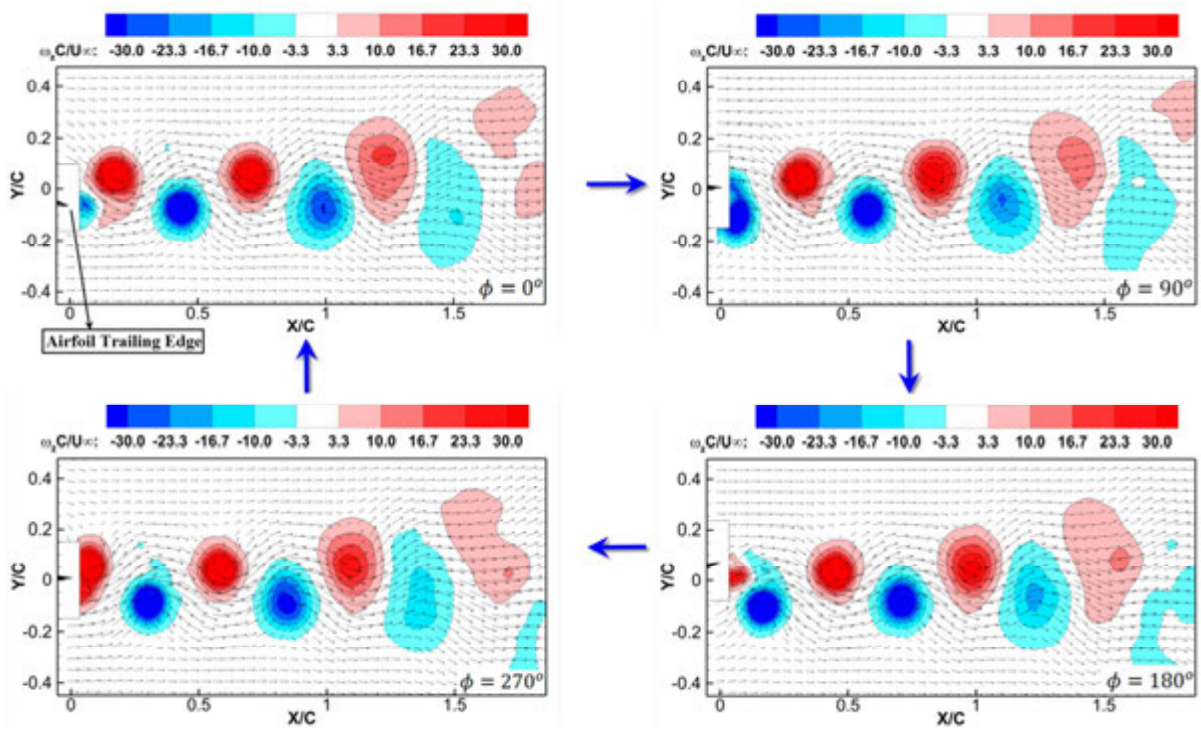 ω_z C/U∞: -30.0 -23.3 -16.7 -10.0 -3.3 3.3 10.0 16.7 23.3 30.0
Y/C
0.4
0.2
0
-0.2
-0.4
0 0.5 1 1.5
X/C
ϕ = 0°
Airfoil Trailing Edge
ω_z C/U∞: -30.0 -23.3 -16.7 -10.0 -3.3 3.3 10.0 16.7 23.3 30.0
Y/C
0.4
0.2
0
-0.2
-0.4
0 0.5 1 1.5
X/C
ϕ = 90°
ω_z C/U∞: -30.0 -23.3 -16.7 -10.0 -3.3 3.3 10.0 16.7 23.3 30.0
Y/C
0.4
0.2
0
-0.2
-0.4
0 0.5 1 1.5
X/C
ϕ = 270°
ω_z C/U∞: -30.0 -23.3 -16.7 -10.0 -3.3 3.3 10.0 16.7 23.3 30.0
Y/C
0.4
0.2
0
-0.2
-0.4
0 0.5 1 1.5
X/C
ϕ = 180°